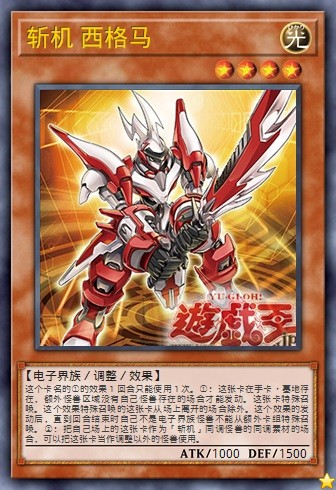 斩机 西格马
光
YU-GI-OH!
遊戯王
【电子界族／调整／效果】
这个卡名的①的效果1回合只能使用1次。①：这张卡在手卡・墓地存
在，额外怪兽区域没有自己怪兽存在的场合才能发动。这张卡特殊召
唤。这个效果特殊召唤的这张卡从场上离开的场合除外。这个效果的发
动后，直到回合结束时自己不是电子界族怪兽不能从额外卡组特殊召
唤。②：把自己场上的这张卡作为「斩机」同调怪兽的同调素材的场
合，可以把这张卡当作调整以外的怪兽使用。
ATK/1000 DEF/1500